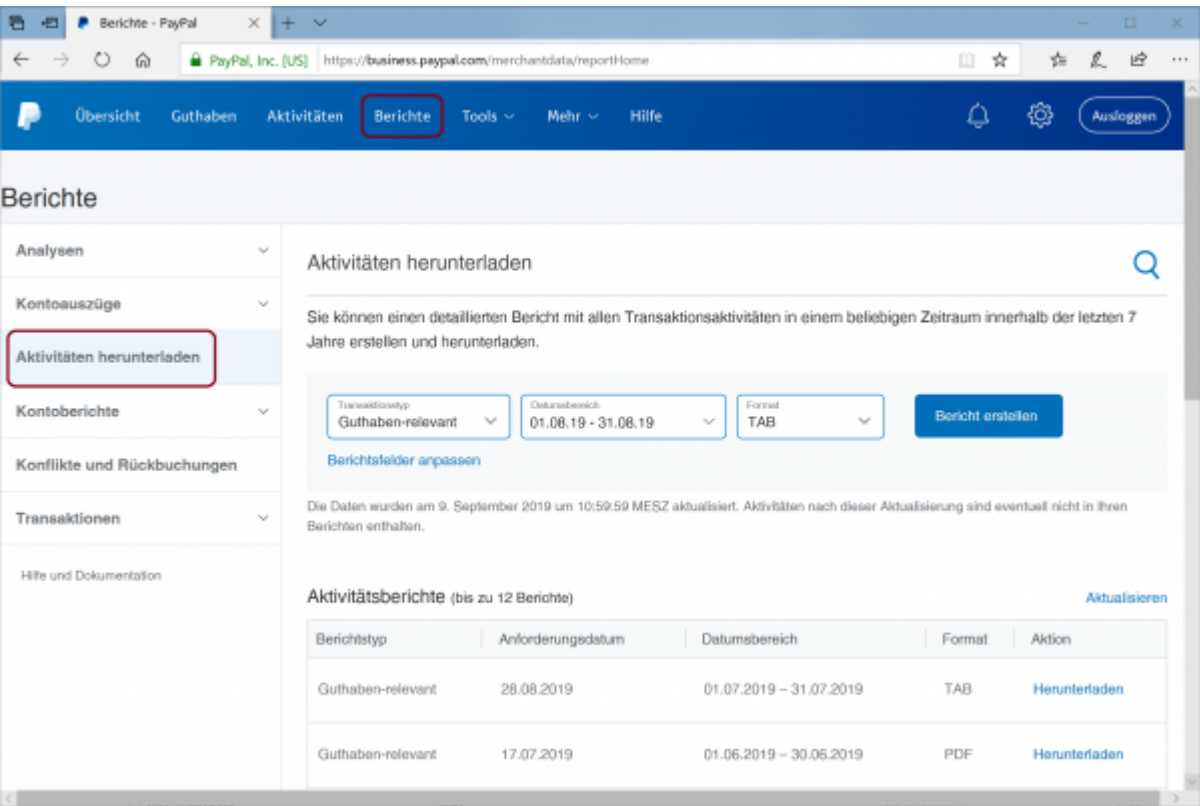 Berichte - PayPal
PayPal, Inc. [US] https://business.paypal.com/merchantdata/reportHome
Übersicht Guthaben Aktivitäten Berichte Tools Mehr Hilfe Ausloggen
Berichte
Analysen
Kontoauszüge
Aktivitäten herunterladen
Kontoberichte
Konflikte und Rückbuchungen
Transaktionen
Hilfe und Dokumentation
Aktivitäten herunterladen
Sie können einen detaillierten Bericht mit allen Transaktionsaktivitäten in einem beliebigen Zeitraum innerhalb der letzten 7
Jahre erstellen und herunterladen.
Transaktionstyp Datumsbereich Format
Guthaben-relevant 01.08.19 - 31.08.19 TAB Bericht erstellen
Berichtsfelder anpassen
Die Daten wurden am 9. September 2019 um 10:59:59 MESZ aktualisiert. Aktivitäten nach dieser Aktualisierung sind eventuell nicht in Ihren
Berichten enthalten.
Aktivitätsberichte (bis zu 12 Berichte) Aktualisieren
Berichtstyp Anforderungsdatum Datumsbereich Format Aktion
Guthaben-relevant 28.08.2019 01.07.2019 – 31.07.2019 TAB Herunterladen
Guthaben-relevant 17.07.2019 01.06.2019 – 30.06.2019 PDF Herunterladen